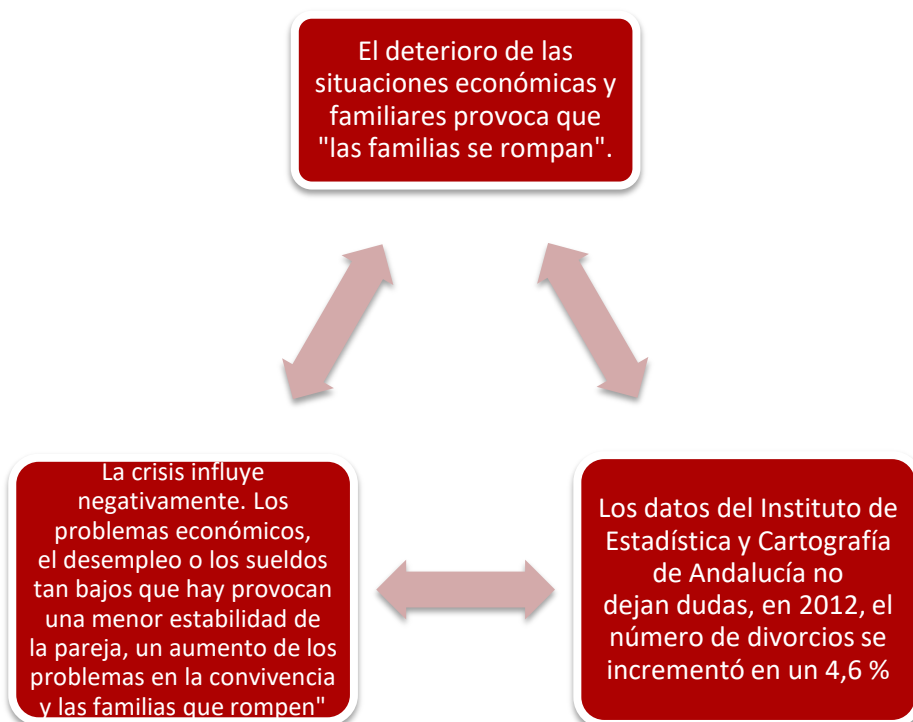 El deterioro de las
situaciones económicas y
familiares provoca que
"las familias se rompan".
La crisis influye
negativamente. Los
problemas económicos,
el desempleo o los sueldos
tan bajos que hay provocan
una menor estabilidad de
la pareja, un aumento de los
problemas en la convivencia
y las familias que rompen"
Los datos del Instituto de
Estadística y Cartografía
de Andalucía no
dejan dudas, en 2012, el
número de divorcios se
incrementó en un 4,6 %